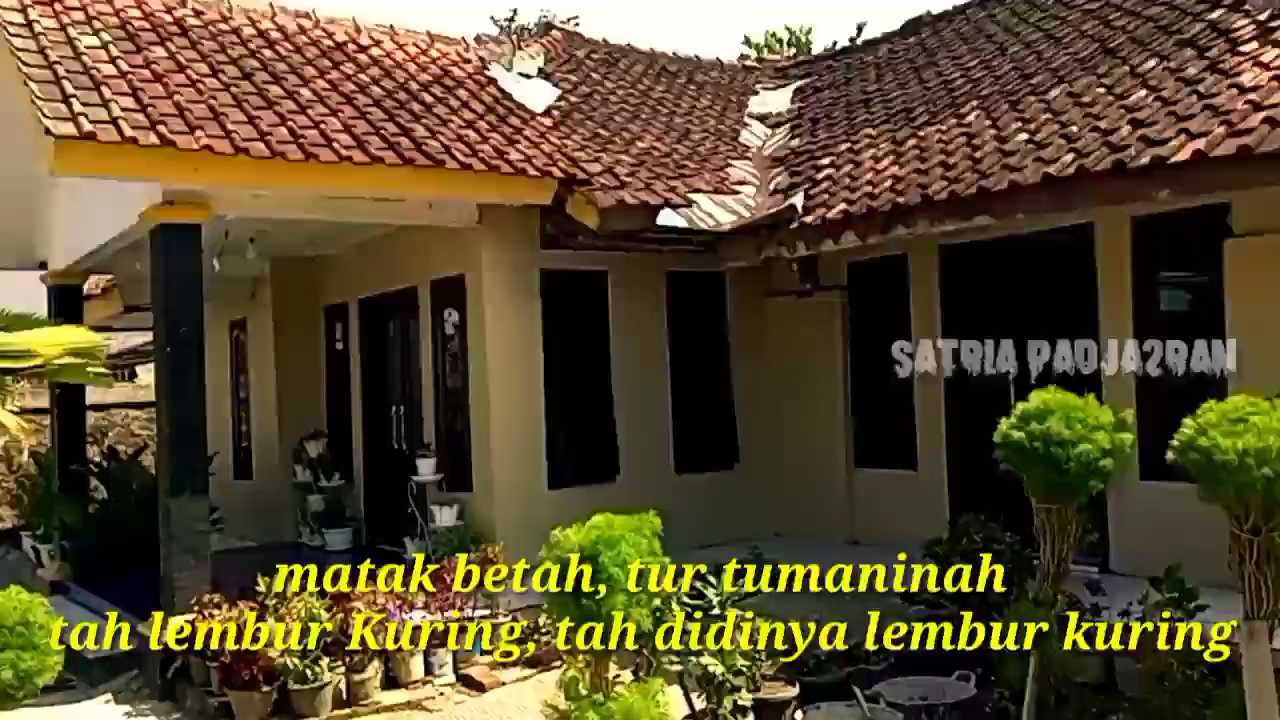 SATRIA PADJA2RAN
matak betah, tur tumaninah
tah lembur Kuring, tah didinya lembur kuring